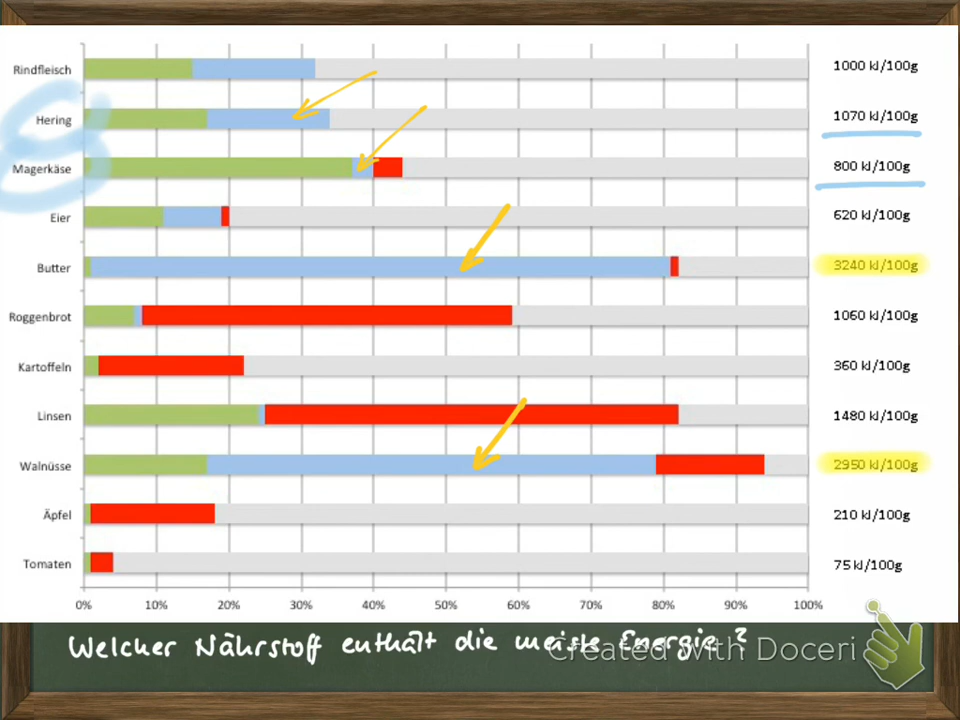 Rindfleisch 1000 kJ/100g
Hering 1070 kJ/100g
Magerkäse 800 kJ/100g
Eier 620 kJ/100g
Butter 3240 kJ/100g
Roggenbrot 1060 kJ/100g
Kartoffeln 360 kJ/100g
Linsen 1480 kJ/100g
Walnüsse 2950 kJ/100g
Äpfel 210 kJ/100g
Tomaten 75 kJ/100g
0% 10% 20% 30% 40% 50% 60% 70% 80% 90% 100%
Welcher Nährstoff enthält die meiste Energie?
Created with Doceri